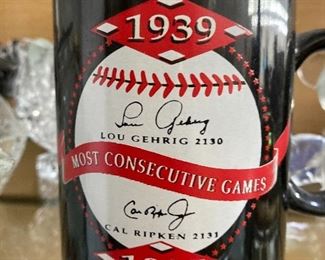 1939
Lou Gehrig
LOU GEHRIG 2130
MOST CONSECUTIVE GAMES
CAL RIPKEN 2131